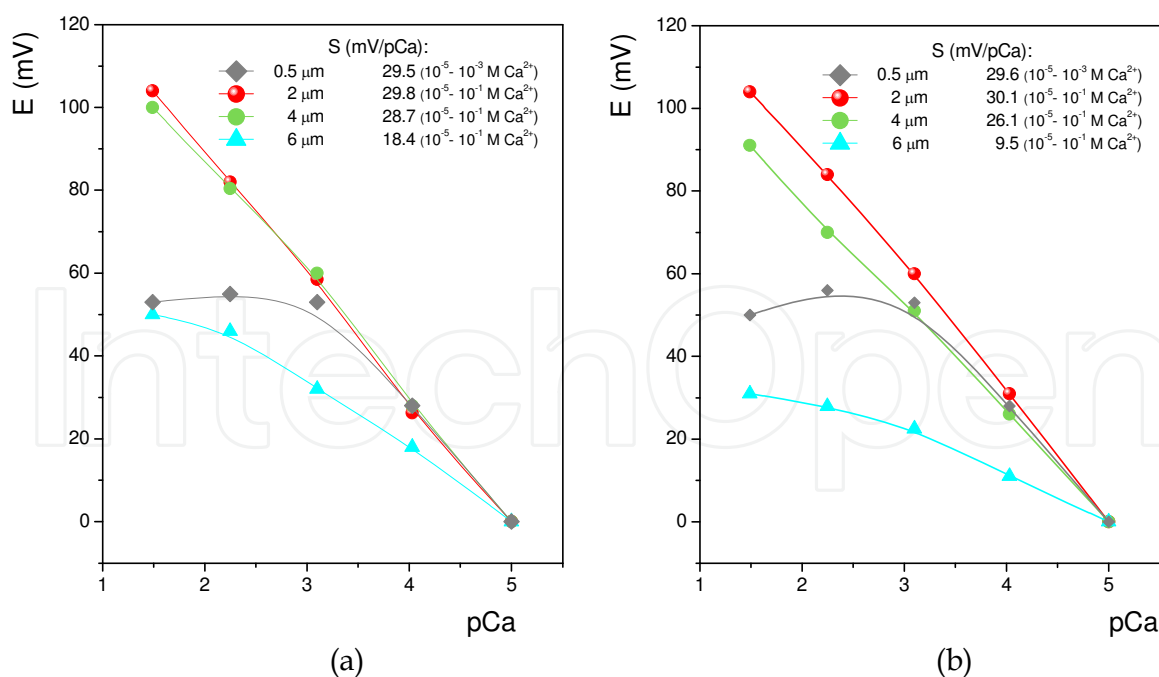 S (mV/pCa):
0.5 μm 29.5 (10⁻⁵- 10⁻³ M Ca²⁺)
2 μm 29.8 (10⁻⁵- 10⁻¹ M Ca²⁺)
4 μm 28.7 (10⁻⁵- 10⁻¹ M Ca²⁺)
6 μm 18.4 (10⁻⁵- 10⁻¹ M Ca²⁺)
E (mV)
120
100
80
60
40
20
0
1 2 3 4 5
pCa
(a)
S (mV/pCa):
0.5 μm 29.6 (10⁻⁵- 10⁻³ M Ca²⁺)
2 μm 30.1 (10⁻⁵- 10⁻¹ M Ca²⁺)
4 μm 26.1 (10⁻⁵- 10⁻¹ M Ca²⁺)
6 μm 9.5 (10⁻⁵- 10⁻¹ M Ca²⁺)
E (mV)
120
100
80
60
40
20
0
1 2 3 4 5
pCa
(b)
IntechOpen